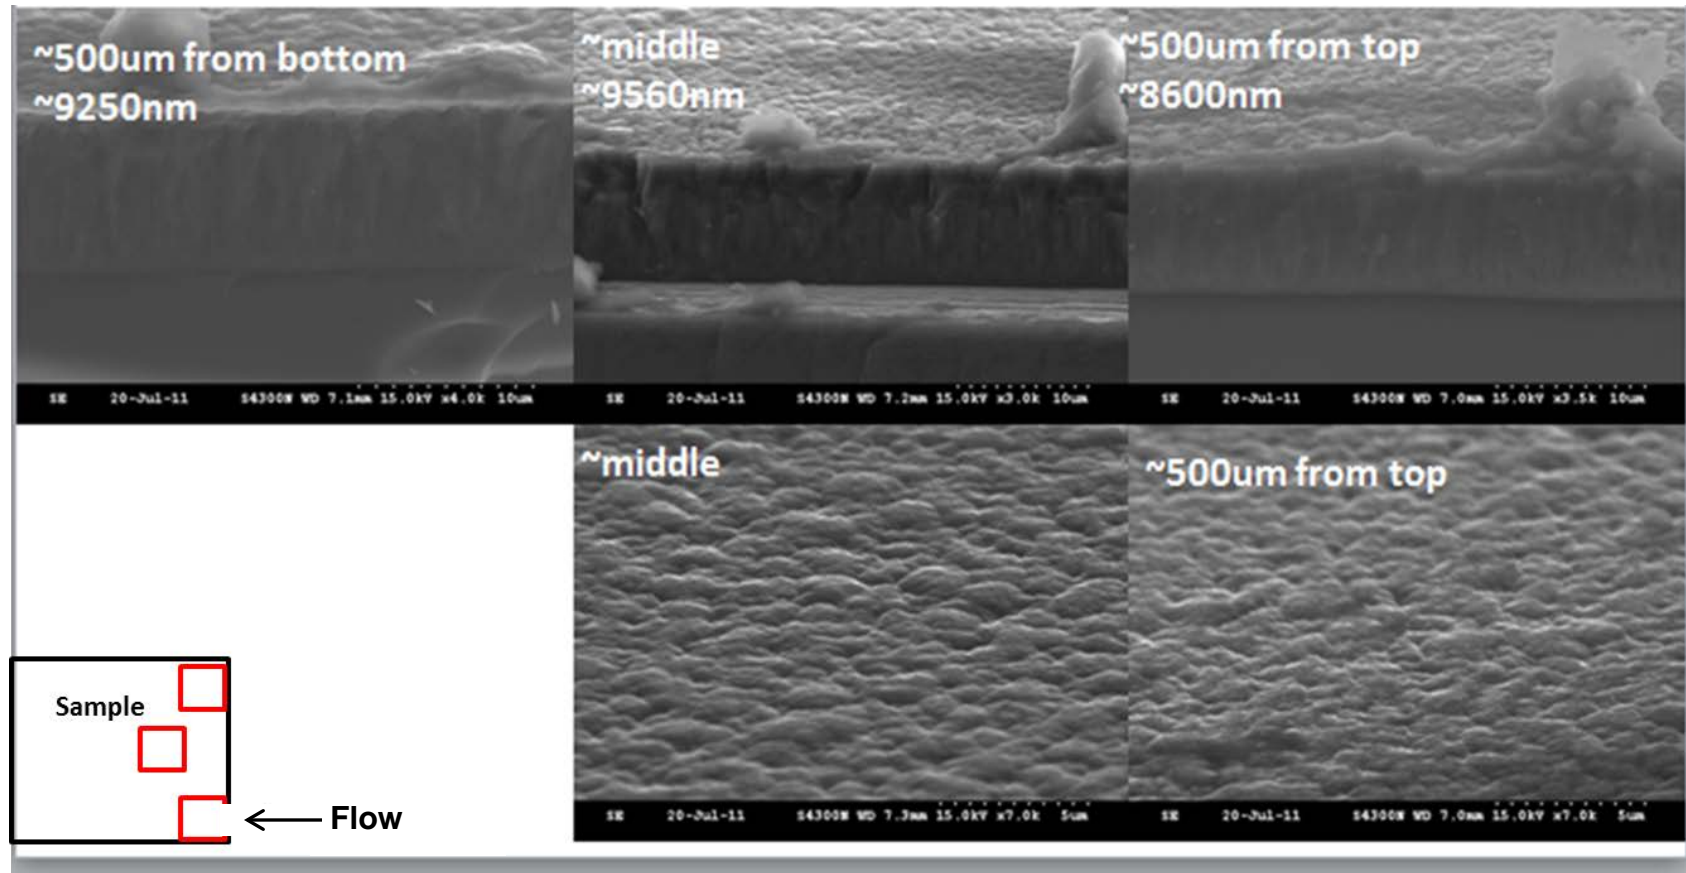 ~500um from bottom
~9250nm
~middle
~9560nm
~500um from top
~8600nm
SE 20-Jul-11 S4300N WD 7.1mm 15.0kV x4.0k 10um
SE 20-Jul-11 S4300N WD 7.2mm 15.0kV x3.0k 10um
SE 20-Jul-11 S4300N WD 7.0mm 15.0kV x3.5k 10um
~middle
~500um from top
SE 20-Jul-11 S4300N WD 7.3mm 15.0kV x7.0k 5um
SE 20-Jul-11 S4300N WD 7.0mm 15.0kV x7.0k 5um
Sample
Flow